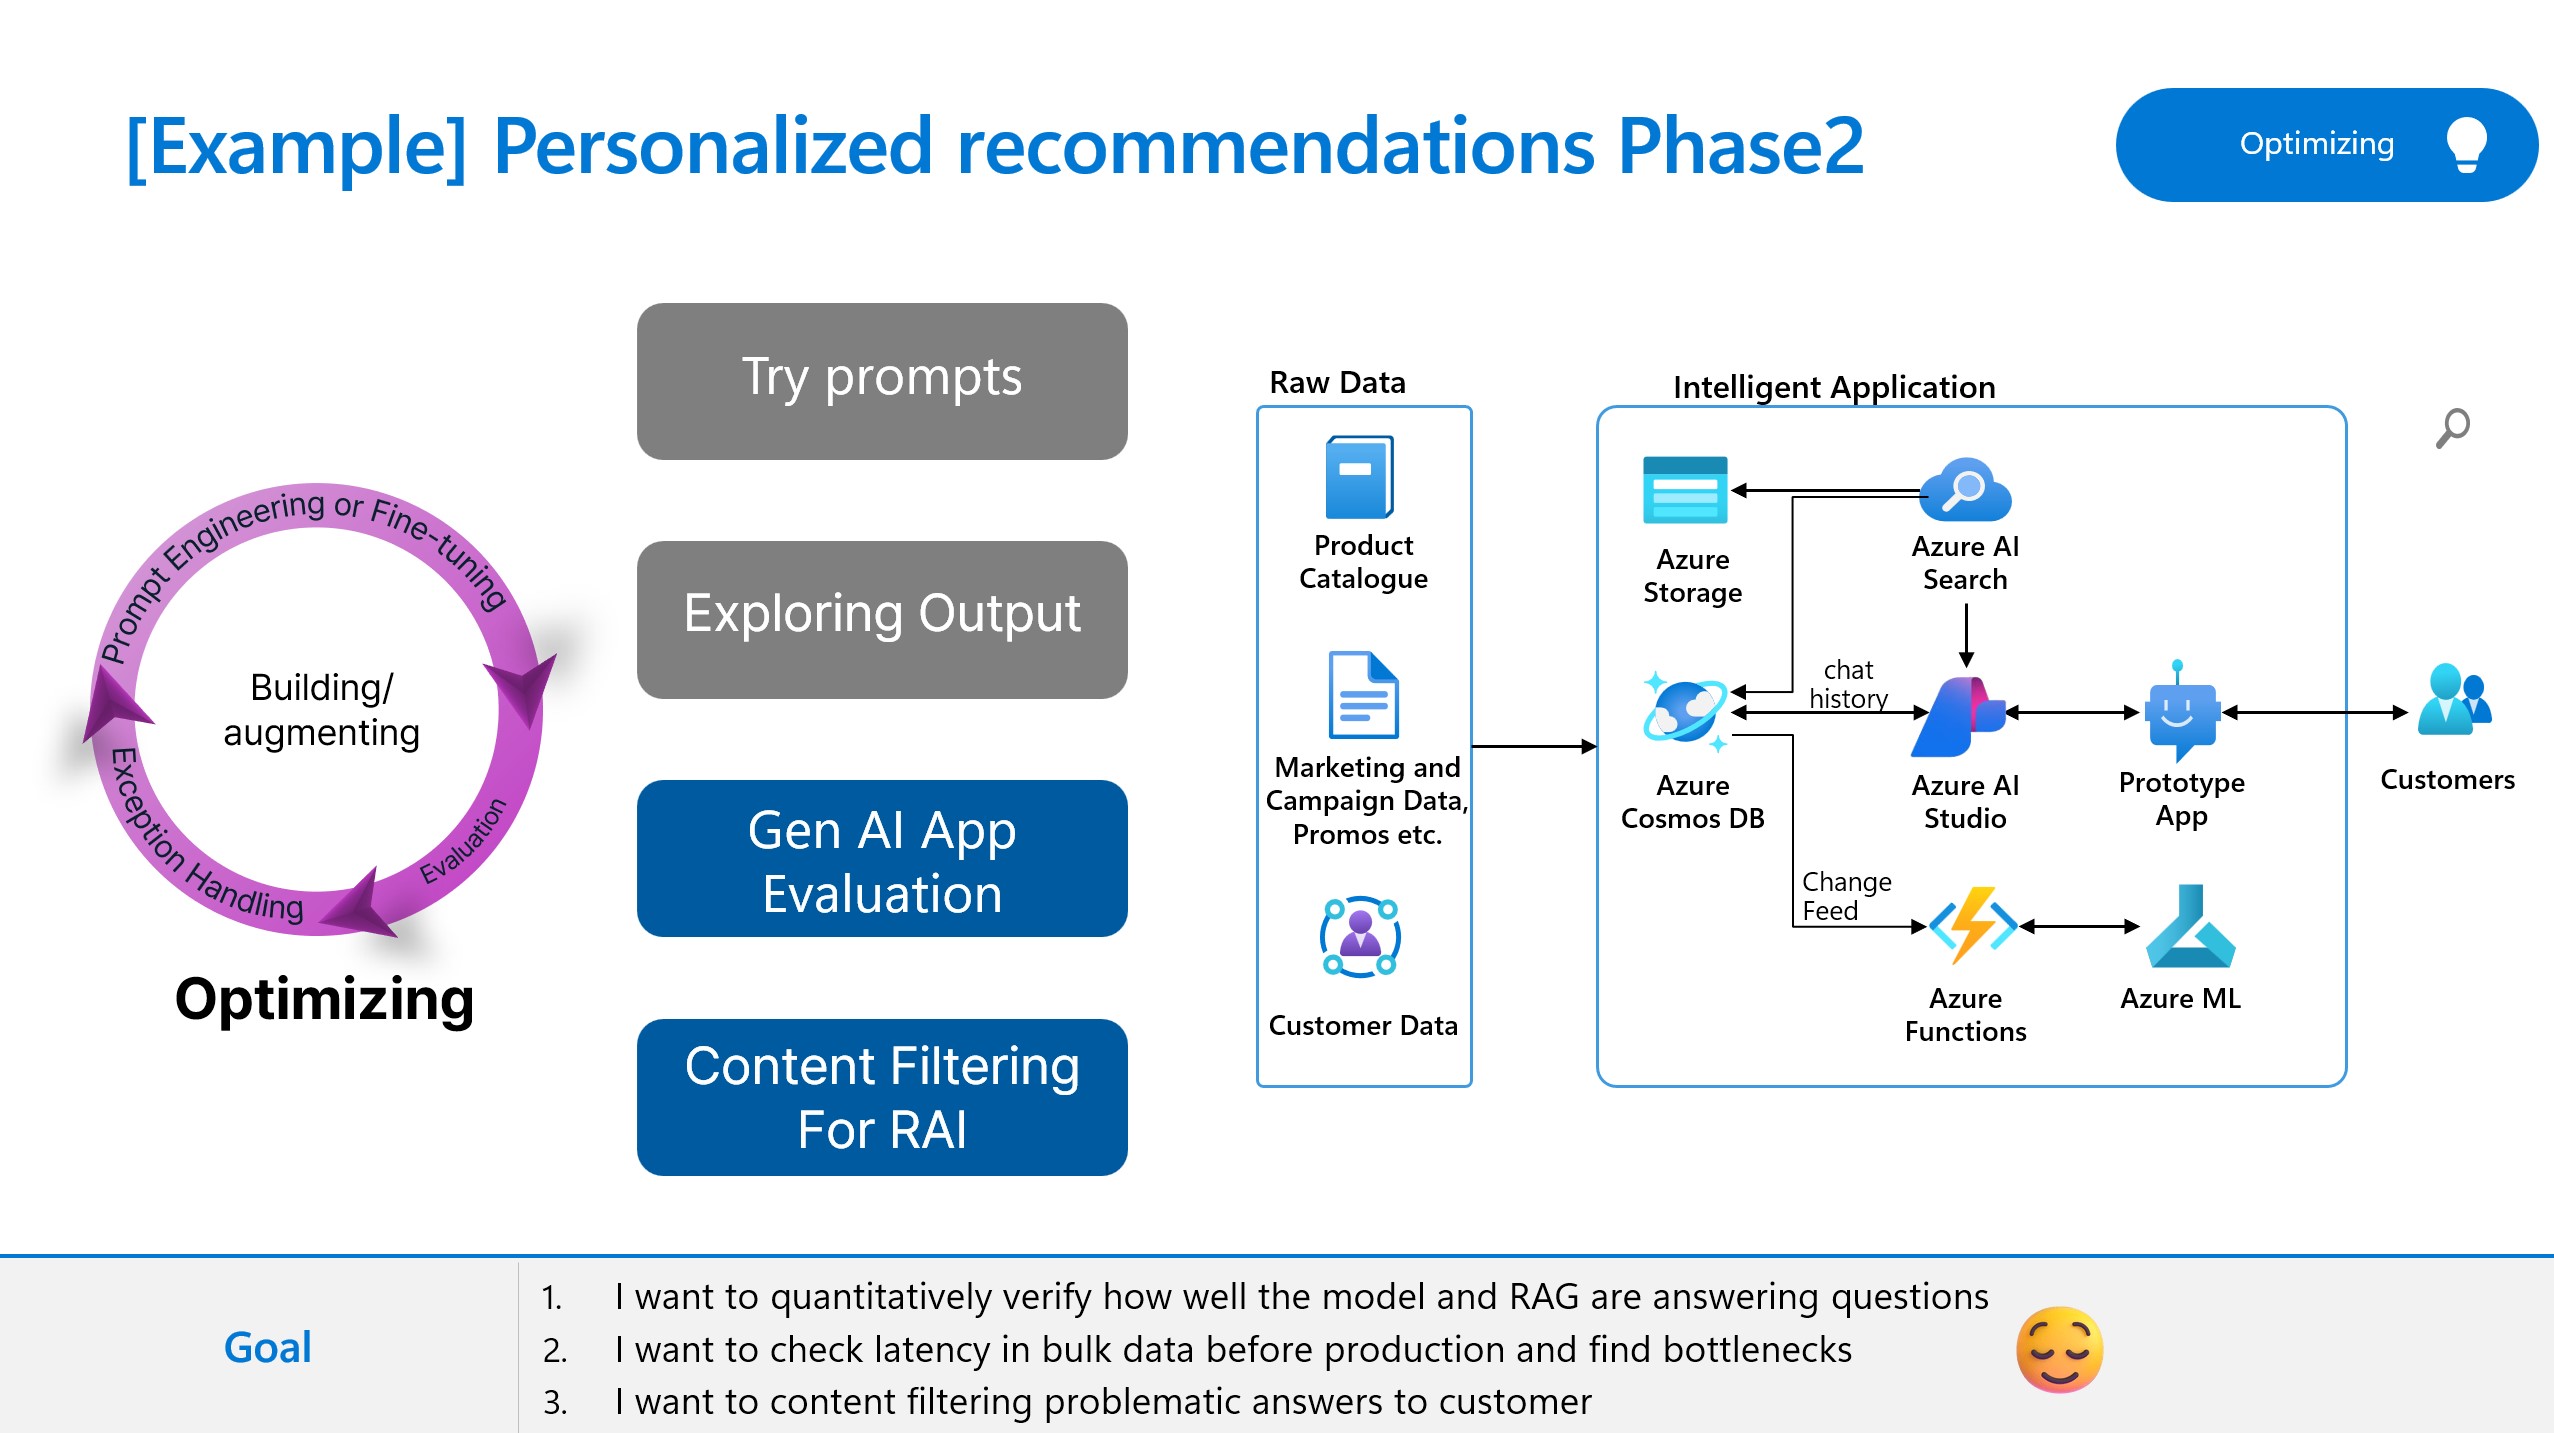 [Example] Personalized recommendations Phase2
Optimizing
Prompt Engineering or Fine-tuning
Evaluation
Exception Handling
Building/
augmenting
Optimizing
Try prompts
Exploring Output
Gen AI App
Evaluation
Content Filtering
For RAI
Raw Data
Product
Catalogue
Marketing and
Campaign Data,
Promos etc.
Customer Data
Intelligent Application
Azure
Storage
Azure AI
Search
chat
history
Azure
Cosmos DB
Azure AI
Studio
Prototype
App
Customers
Change
Feed
Azure
Functions
Azure ML
Goal
1. I want to quantitatively verify how well the model and RAG are answering questions
2. I want to check latency in bulk data before production and find bottlenecks
3. I want to content filtering problematic answers to customer